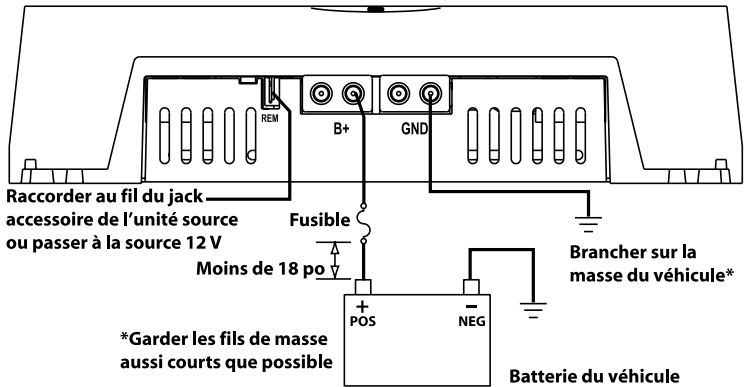 REM
B+
GND
Raccorder au fil du jack
accessoire de l'unité source
ou passer à la source 12 V
Fusible
Moins de 18 po
Brancher sur la
masse du véhicule*
+
–
POS
NEG
*Garder les fils de masse
aussi courts que possible
Batterie du véhicule